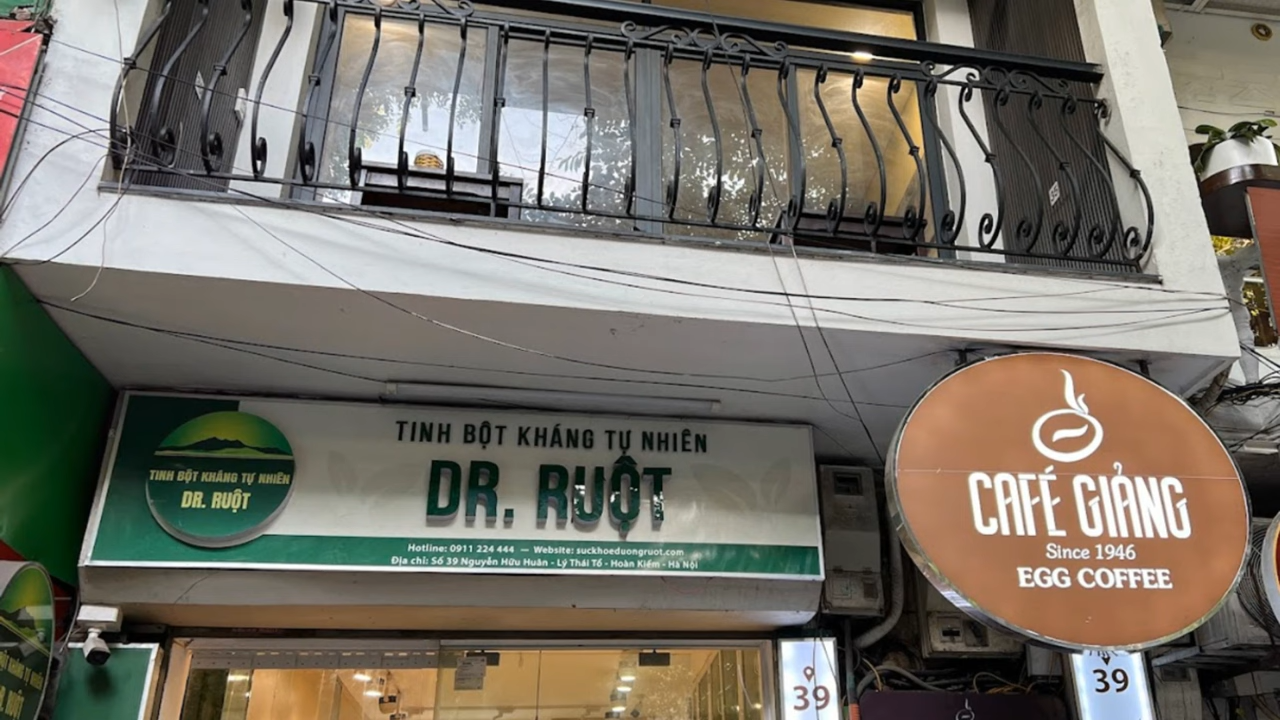 TINH BỘT KHÁNG TỰ NHIÊN
DR. RUỘT
TINH BỘT KHÁNG TỰ NHIÊN
DR. RUỘT
Hotline: 0911 224 444 — Website: suckhoeduongruot.com
Địa chỉ: Số 39 Nguyễn Hữu Huân - Lý Thái Tổ - Hoàn Kiếm - Hà Nội
CAFÉ GIẢNG
Since 1946
EGG COFFEE
39
39